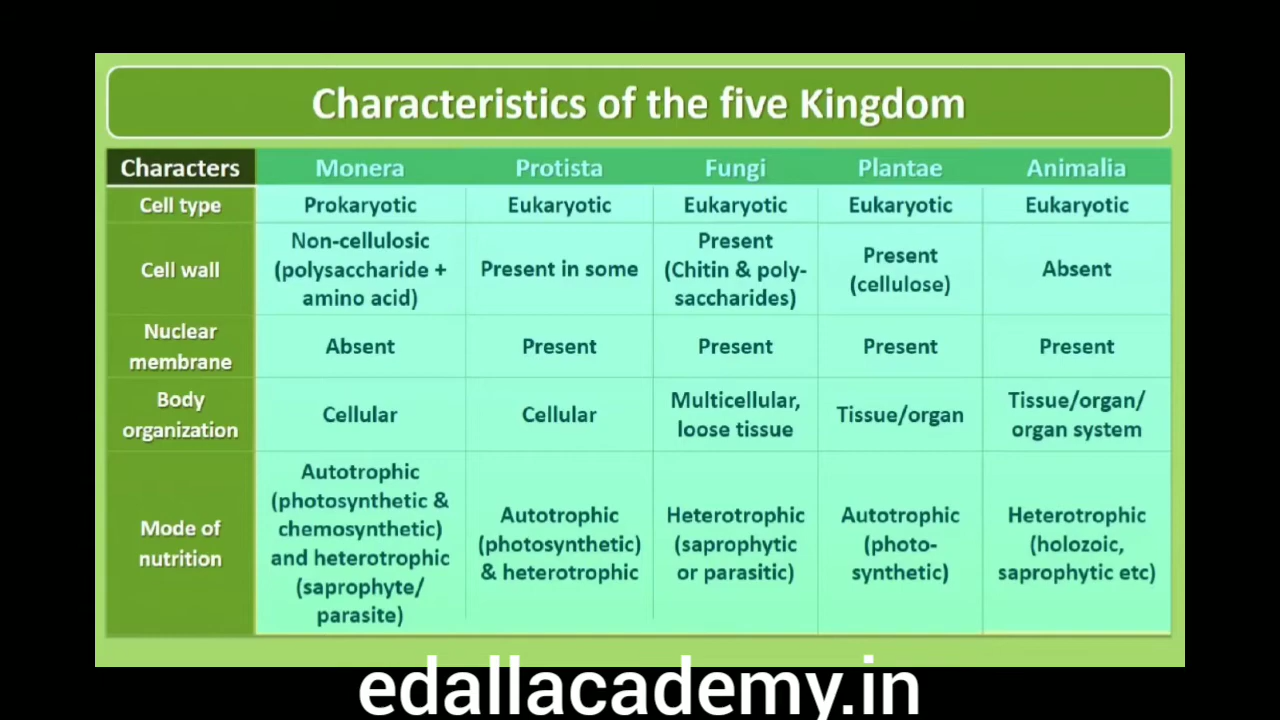 Characteristics of the five Kingdom
Characters Monera Protista Fungi Plantae Animalia
Cell type Prokaryotic Eukaryotic Eukaryotic Eukaryotic Eukaryotic
Cell wall
Non-cellulosic
(polysaccharide +
amino acid)
Present in some
Present
(Chitin & poly-
saccharides)
Present
(cellulose)
Absent
Nuclear
membrane
Absent Present Present Present Present
Body
organization
Cellular
Cellular
Multicellular,
loose tissue
Tissue/organ
Tissue/organ/
organ system
Mode of
nutrition
Autotrophic
(photosynthetic &
chemosynthetic)
and heterotrophic
(saprophyte/
parasite)
Autotrophic
(photosynthetic)
& heterotrophic
Heterotrophic
(saprophytic
or parasitic)
Autotrophic
(photo-
synthetic)
Heterotrophic
(holozoic,
saprophytic etc)
edallacademy.in